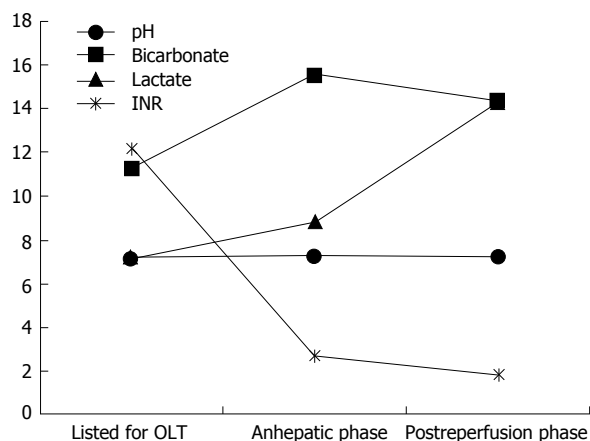 18
16
14
12
10
8
6
4
2
0
pH
Bicarbonate
Lactate
INR
Listed for OLT Anhepatic phase Postreperfusion phase